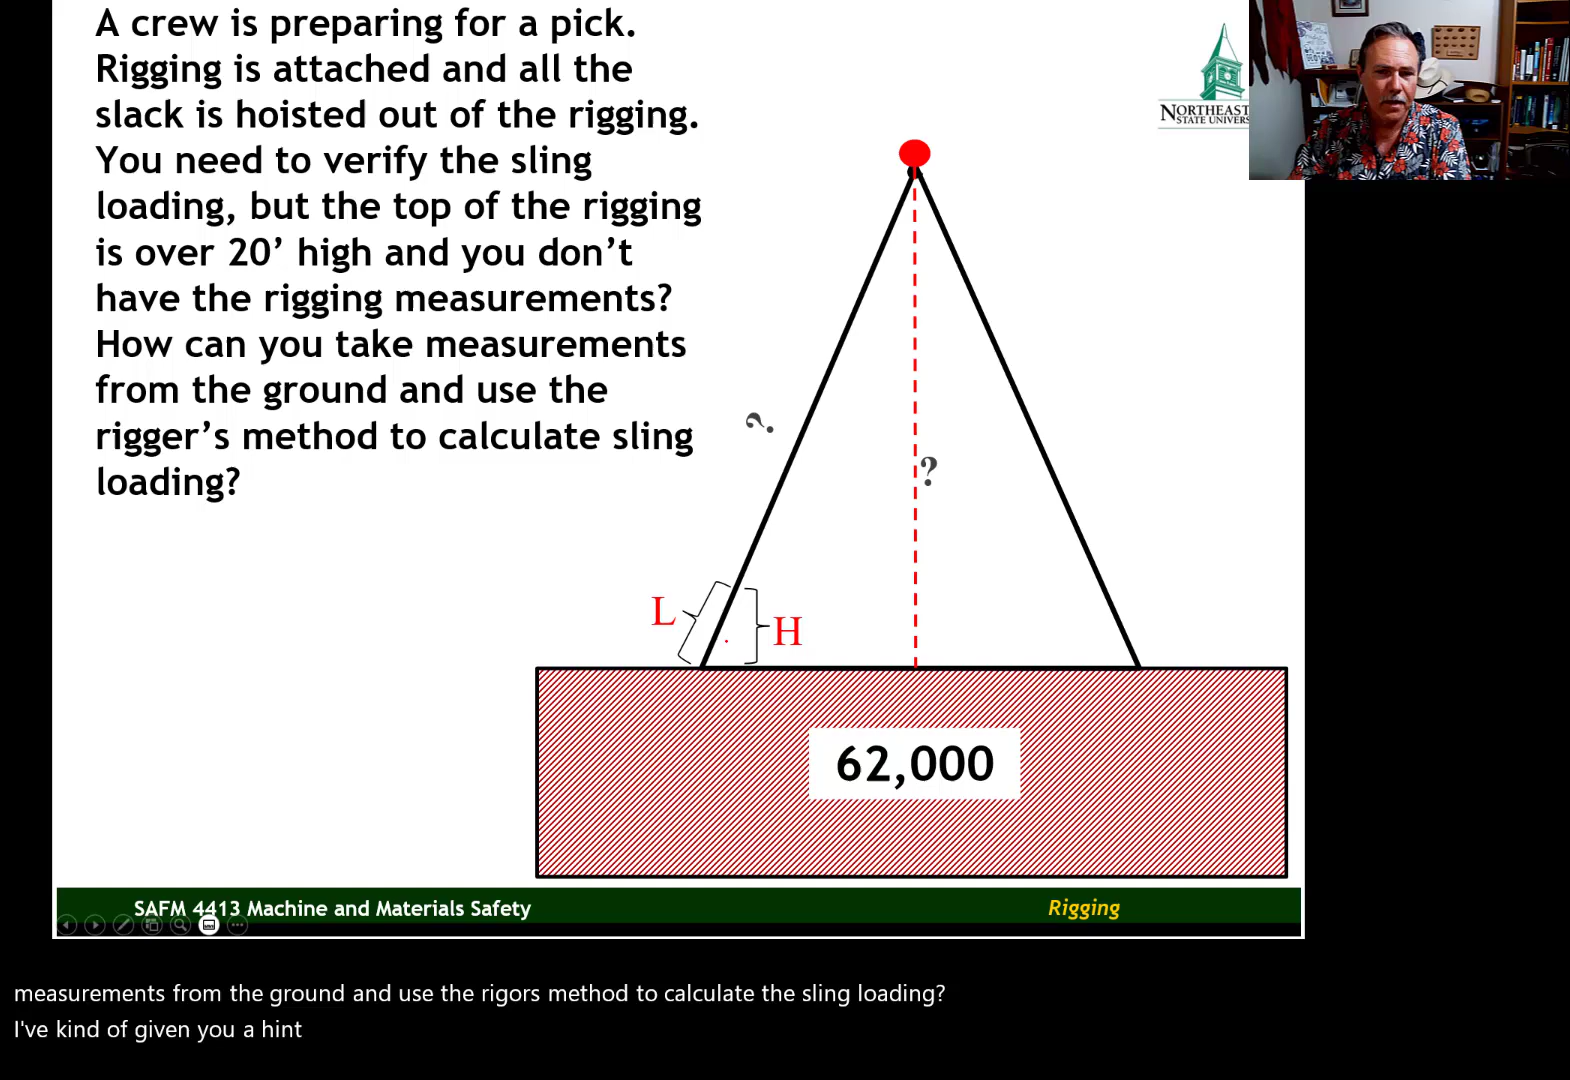 A crew is preparing for a pick.
Rigging is attached and all the
slack is hoisted out of the rigging.
You need to verify the sling
loading, but the top of the rigging
is over 20’ high and you don’t
have the rigging measurements?
How can you take measurements
from the ground and use the
rigger’s method to calculate sling
loading?
NORTHEAST
STATE UNIVERS
?
?
L
H
62,000
SAFM 4413 Machine and Materials Safety
Rigging
measurements from the ground and use the rigors method to calculate the sling loading?
I've kind of given you a hint